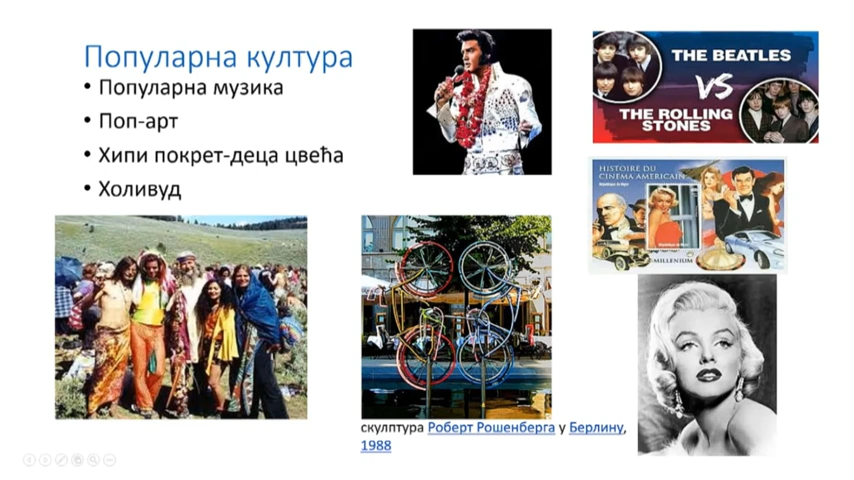 Популарна култура
• Популарна музика
• Поп-арт
• Хипи покрет-деца цвећа
• Холивуд
THE BEATLES
VS
THE ROLLING
STONES
HISTOIRE DU
CINEMA AMERICAIN
MILLENIUM
скулптура Роберт Рошенберга у Берлину,
1988